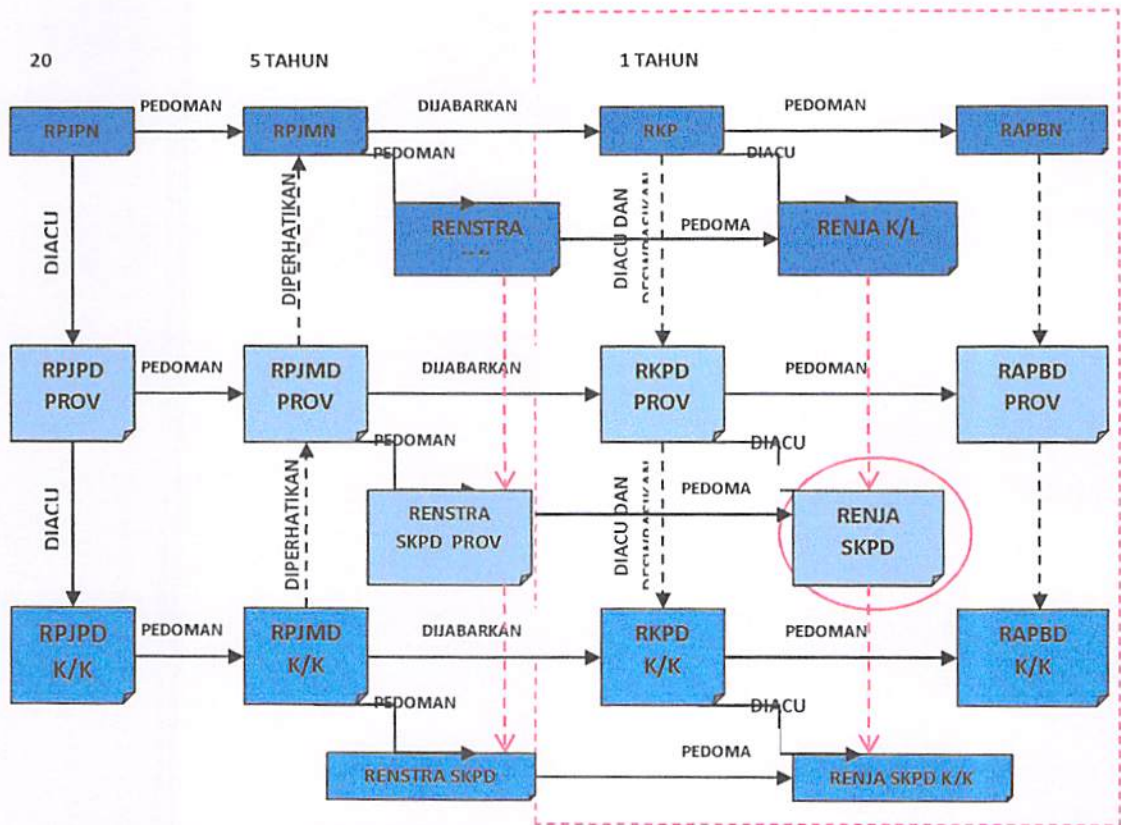 20
5 TAHUN
1 TAHUN
PEDOMAN
DIJABARKAN
PEDOMAN
RPJPN
RPJMN
RKP
RAPBN
PEDOMAN
DIACU
DIACU
DIPERHATIKAN
RENSTRA
DIACU DAN
PEDOMA
RENJA K/L
RPJPD
PROV
PEDOMAN
RPJMD
PROV
DIJABARKAN
RKPD
PROV
PEDOMAN
RAPBD
PROV
PEDOMAN
DIACU
DIACU
DIPERHATIKAN
RENSTRA
SKPD PROV
DIACU DAN
PEDOMA
RENJA
SKPD
RPJPD
K/K
PEDOMAN
RPJMD
K/K
DIJABARKAN
RKPD
K/K
PEDOMAN
RAPBD
K/K
PEDOMAN
DIACU
RENSTRA SKPD
PEDOMA
RENJA SKPD K/K